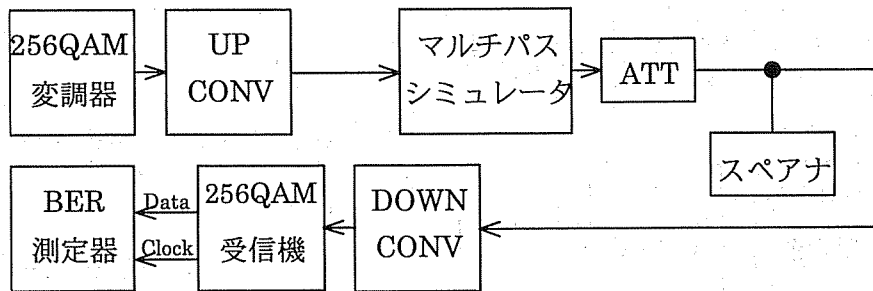 256QAM
変調器
UP
CONV
マルチパス
シミュレータ
ATT
スペアナ
BER
測定器
Data
Clock
256QAM
受信機
DOWN
CONV